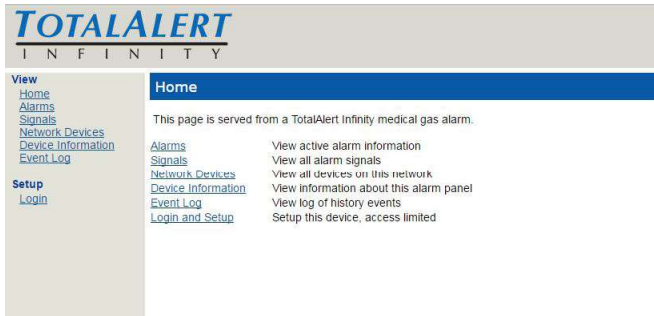 TOTALALERT
INFINITY
View
Home
Alarms
Signals
Network Devices
Device Information
Event Log
Setup
Login
Home
This page is served from a TotalAlert Infinity medical gas alarm.
Alarms View active alarm information
Signals View all alarm signals
Network Devices View all devices on this network
Device Information View information about this alarm panel
Event Log View log of history events
Login and Setup Setup this device, access limited